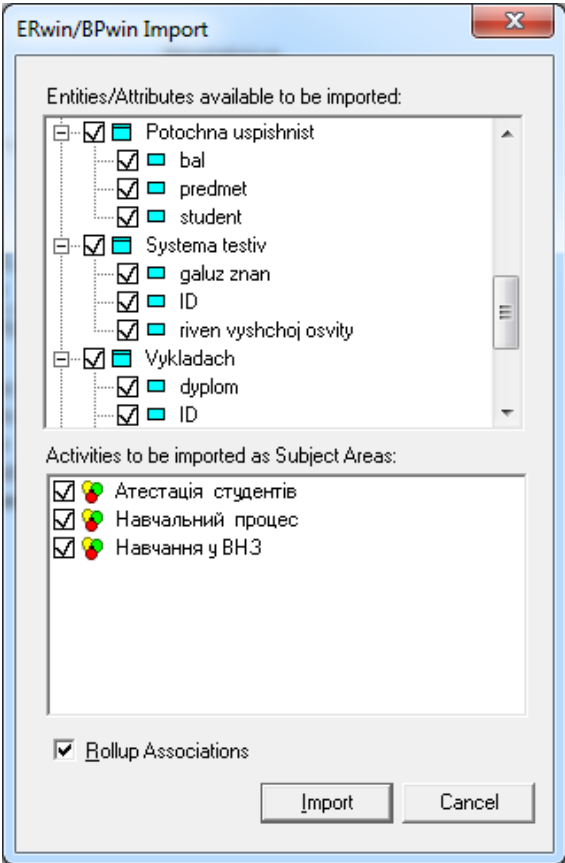 ERwin/BPwin Import
Entities/Attributes available to be imported:
Potochna uspishnist
bal
predmet
student
Systema testiv
galuz znan
ID
riven vyshchoj osvity
Vykladach
dyplom
ID
Activities to be imported as Subject Areas:
Атестація студентів
Навчальний процес
Навчання у ВНЗ
Rollup Associations
Import Cancel